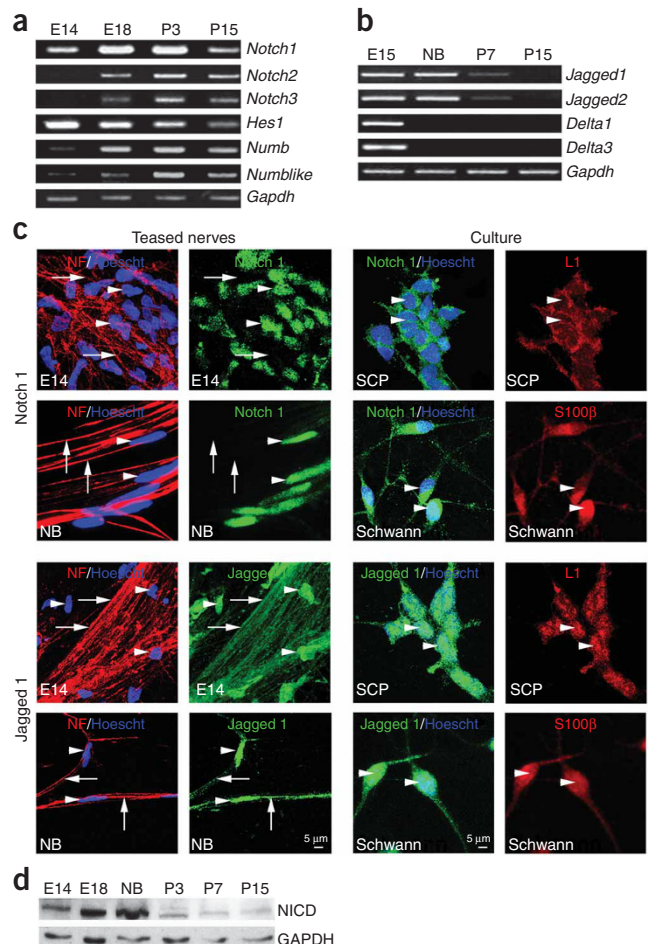 a
E14 E18 P3 P15
Notch1
Notch2
Notch3
Hes1
Numb
Numblike
Gapdh
b
E15 NB P7 P15
Jagged1
Jagged2
Delta1
Delta3
Gapdh
c
Teased nerves Culture
Notch 1
NF/Hoescht Notch 1 Notch 1/Hoescht L1
E14 E14 SCP SCP
NF/Hoescht Notch 1 Notch 1/Hoescht S100β
NB NB Schwann Schwann
Jagged 1
NF/Hoescht Jagged 1 Jagged 1/Hoescht L1
E14 E14 SCP SCP
NF/Hoescht Jagged 1 Jagged 1/Hoescht S100β
5 μm 5 μm
NB NB Schwann Schwann
d
E14 E18 NB P3 P7 P15
NICD
GAPDH